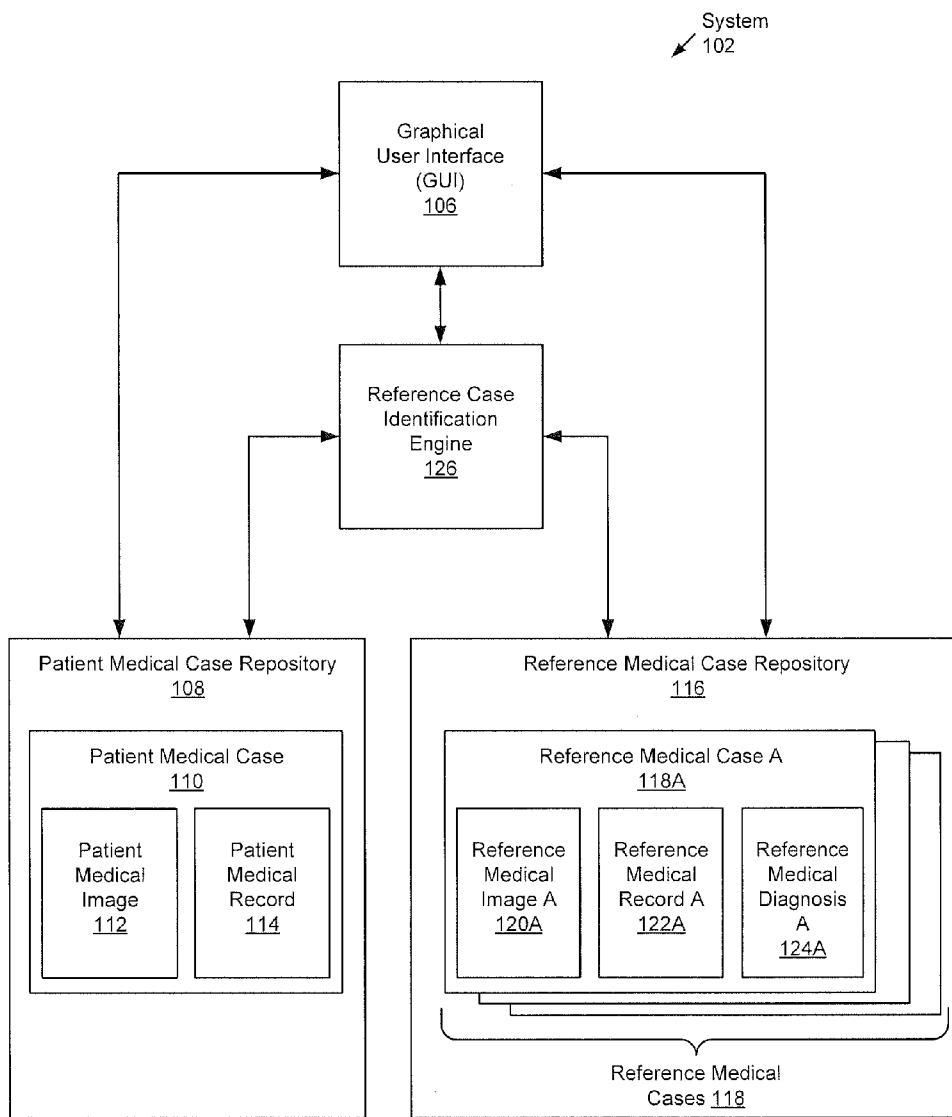 System
102
Graphical
User Interface
(GUI)
106
Reference Case
Identification
Engine
126
Patient Medical Case Repository
108
Patient Medical Case
110
Patient
Medical
Image
112
Patient
Medical
Record
114
Reference Medical Case Repository
116
Reference Medical Case A
118A
Reference
Medical
Image A
120A
Reference
Medical
Record A
122A
Reference
Medical
Diagnosis
A
124A
Reference Medical
Cases 118